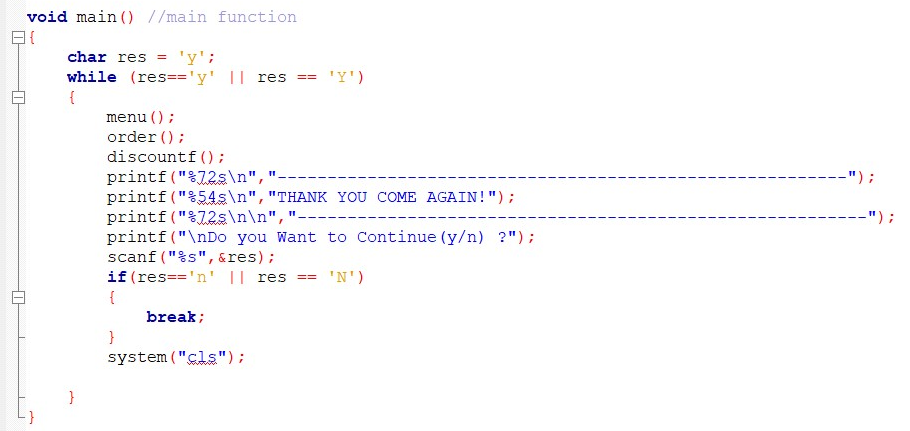 void main() //main function
{
char res = 'y';
while (res=='y' || res == 'Y')
{
menu();
order();
discountf();
printf("%72s\n","---------------------------------------------------------");
printf("%54s\n","THANK YOU COME AGAIN!");
printf("%72s\n\n","---------------------------------------------------------");
printf("\nDo you Want to Continue(y/n) ?");
scanf("%s",&res);
if(res=='n' || res == 'N')
{
break;
}
system("cls");
}
}